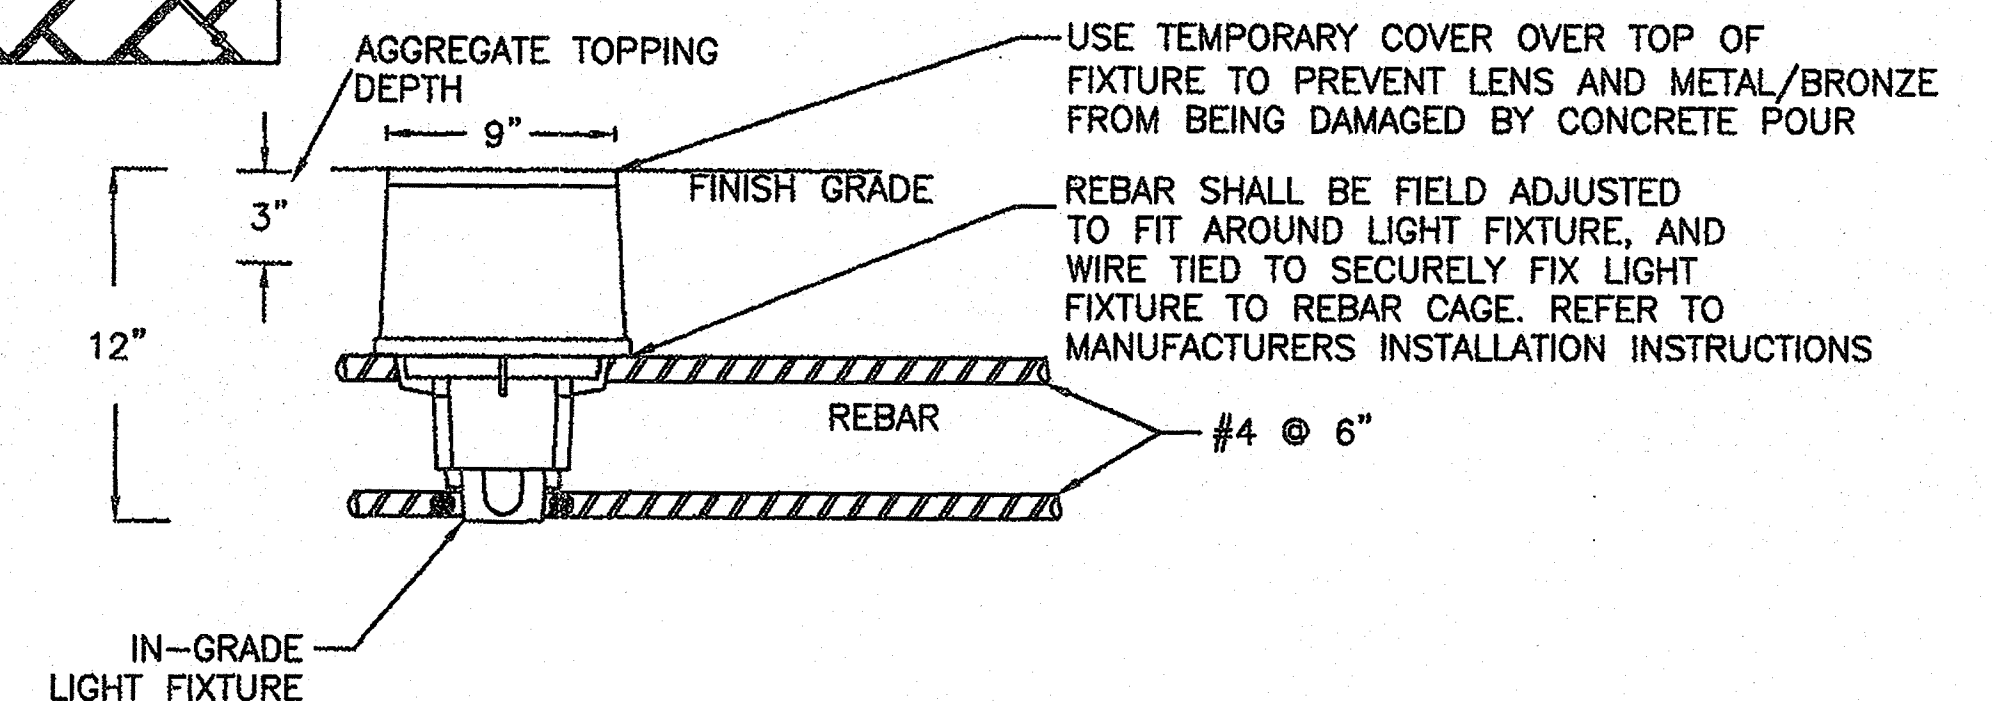 AGGREGATE TOPPING
DEPTH
USE TEMPORARY COVER OVER TOP OF
FIXTURE TO PREVENT LENS AND METAL/BRONZE
FROM BEING DAMAGED BY CONCRETE POUR
9"
FINISH GRADE
3"
12"
REBAR SHALL BE FIELD ADJUSTED
TO FIT AROUND LIGHT FIXTURE, AND
WIRE TIED TO SECURELY FIX LIGHT
FIXTURE TO REBAR CAGE. REFER TO
MANUFACTURERS INSTALLATION INSTRUCTIONS
REBAR
#4 @ 6"
IN-GRADE
LIGHT FIXTURE